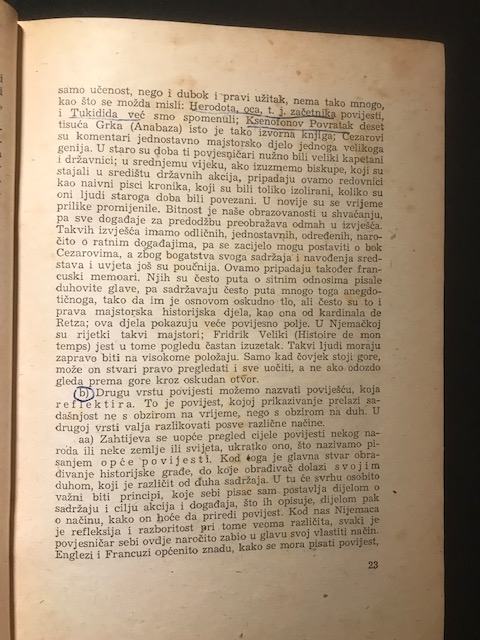 samo učenost, nego i dubok i pravi užitak, nema tako mnogo,
kao što se možda misli: Herodota, oca, t. j. začetnika povijesti,
i Tukidida već smo spomenuli; Ksenofonov Povratak deset
tisuća Grka (Anabaza) isto je tako izvorna knjiga; Cezarovi
su komentari jednostavno majstorsko djelo jednoga velikoga
genija. U staro su doba ti povjesničari nužno bili veliki kapetani
i državnici; u srednjemu vijeku, ako izuzmemo biskupe, koji su
stajali u središtu državnih akcija, pripadaju ovamo redovnici
kao naivni pisci kronika, koji su bili toliko izolirani, koliko su
oni ljudi staroga doba bili povezani. U novije su se vrijeme
prilike promijenile. Bitnost je naše obrazovanosti u shvaćanju,
pa sve događaje za predodžbu preobražava odmah u izvješća.
Takvih izvješća imamo odličnih, jednostavnih, određenih, naro-
čito o ratnim događajima, pa se zacijelo mogu postaviti o bok
Cezarovima, a zbog bogatstva svoga sadržaja i navođenja sred-
stava i uvjeta još su poučnija. Ovamo pripadaju također fran-
cuski memoari. Njih su često puta o sitnim odnosima pisale
duhovite glave, pa sadržavaju često puta mnogo toga anegdo-
tičnoga, tako da im je osnovom oskudno tlo, ali često su to i
prava majstorska historijska djela, kao ona od kardinala de
Retza; ova djela pokazuju veće povijesno polje. U Njemačkoj
su rijetki takvi majstori; Fridrik Veliki (Histoire de mon
temps) jest u tome pogledu častan izuzetak. Takvi ljudi moraju
zapravo biti na visokome položaju. Samo kad čovjek stoji gore,
može on stvari pravo pregledati i sve uočiti, a ne ako odozdo
gleda prema gore kroz oskudan otvor.
b) Drugu vrstu povijesti možemo nazvati poviješću, koja
reflektira. To je povijest, kojoj prikazivanje prelazi sa-
dašnjost ne s obzirom na vrijeme, nego s obzirom na duh. U
drugoj vrsti valja razlikovati posve različne načine.
aa) Zahtijeva se uopće pregled cijele povijesti nekog na-
roda ili neke zemlje ili svijeta, ukratko ono, što nazivamo pi-
sanjem opće povijesti. Kod toga je glavna stvar obra-
đivanje historijske građe, do koje obrađivač dolazi svojim
duhom, koji je različit od duha sadržaja. U tu će svrhu osobito
važni biti principi, koje sebi pisac sam postavlja dijelom o
sadržaju i cilju akcija i događaja, što ih opisuje, dijelom pak
o načinu, kako on hoće da priredi povijest. Kod nas Nijemaca
je refleksija i razboritost pri tome veoma različita, svaki je
povjesničar sebi ovdje naročito zabio u glavu svoj vlastiti način.
Englezi i Francuzi općenito znadu, kako se mora pisati povijest,
23